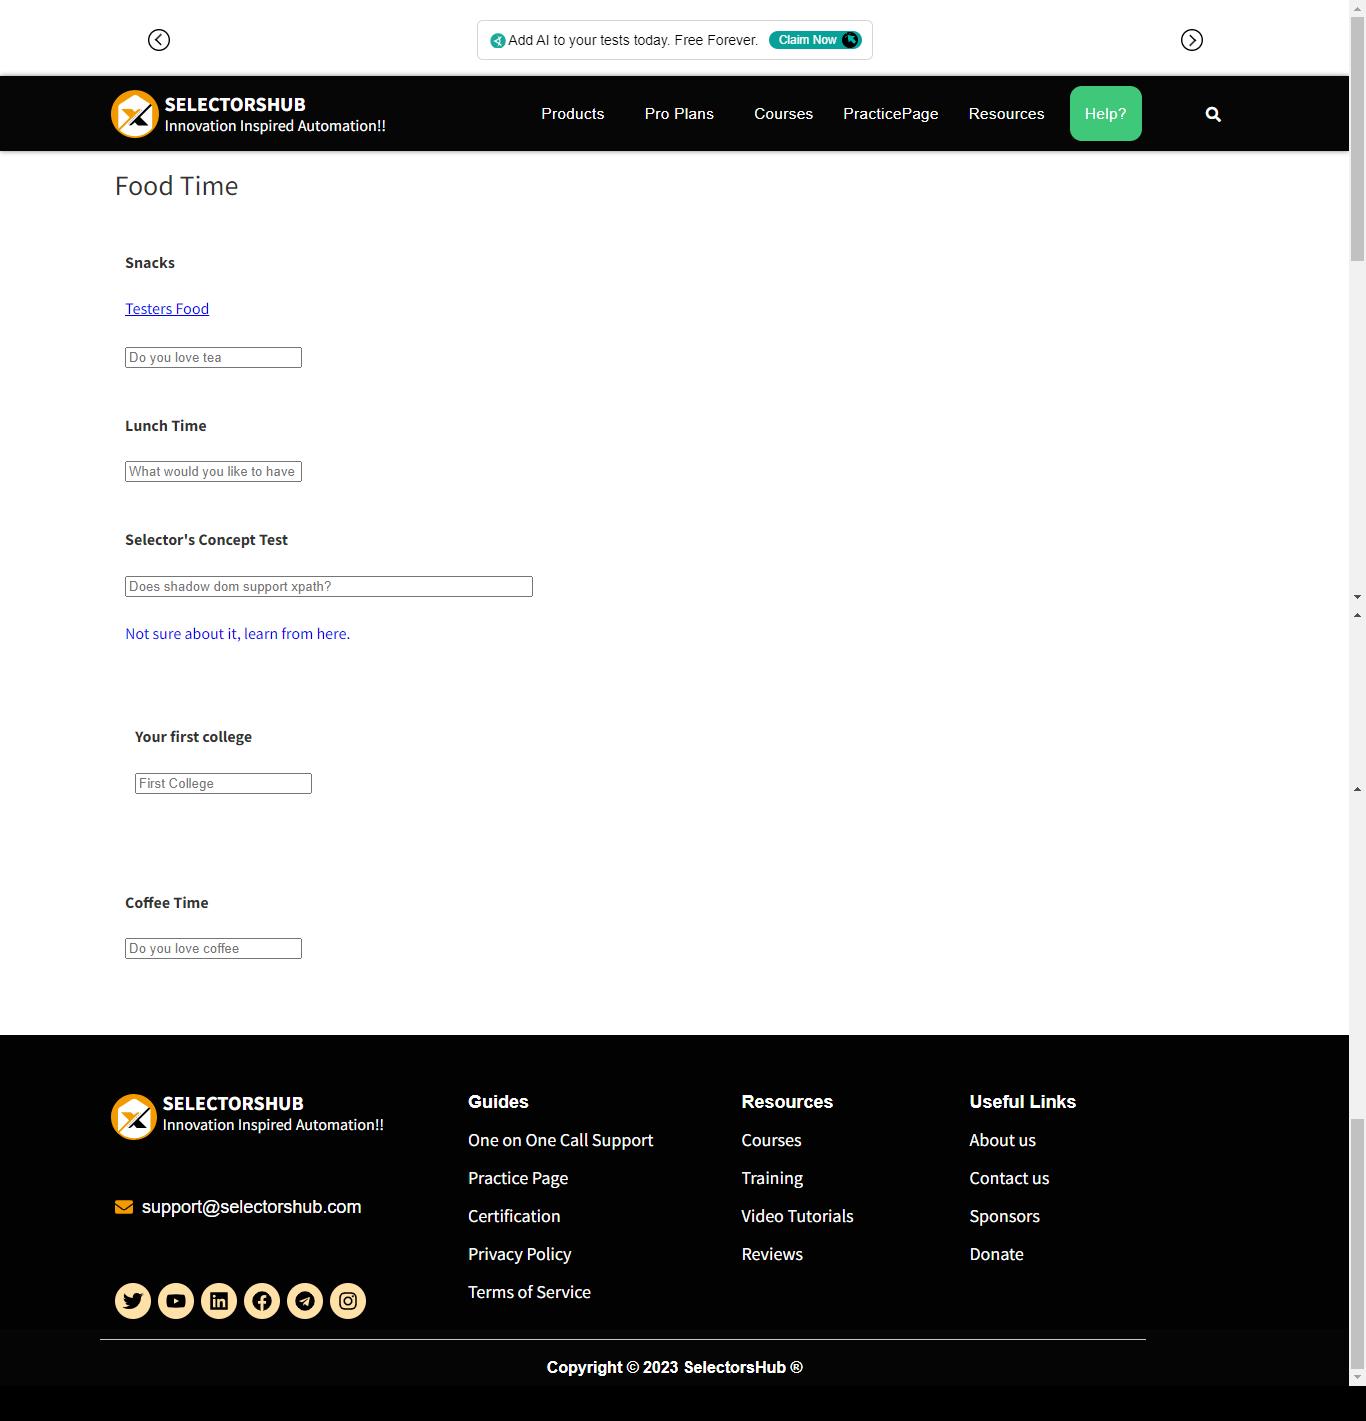 Add AI to your tests today. Free Forever. Claim Now
SELECTORSHUB
Innovation Inspired Automation!!
Products Pro Plans Courses PracticePage Resources Help?
Food Time
Snacks
Testers Food
Do you love tea
Lunch Time
What would you like to have
Selector's Concept Test
Does shadow dom support xpath?
Not sure about it, learn from here.
Your first college
First College
Coffee Time
Do you love coffee
SELECTORSHUB
Innovation Inspired Automation!!
support@selectorshub.com
Guides
One on One Call Support
Practice Page
Certification
Privacy Policy
Terms of Service
Resources
Courses
Training
Video Tutorials
Reviews
Useful Links
About us
Contact us
Sponsors
Donate
Copyright © 2023 SelectorsHub ®